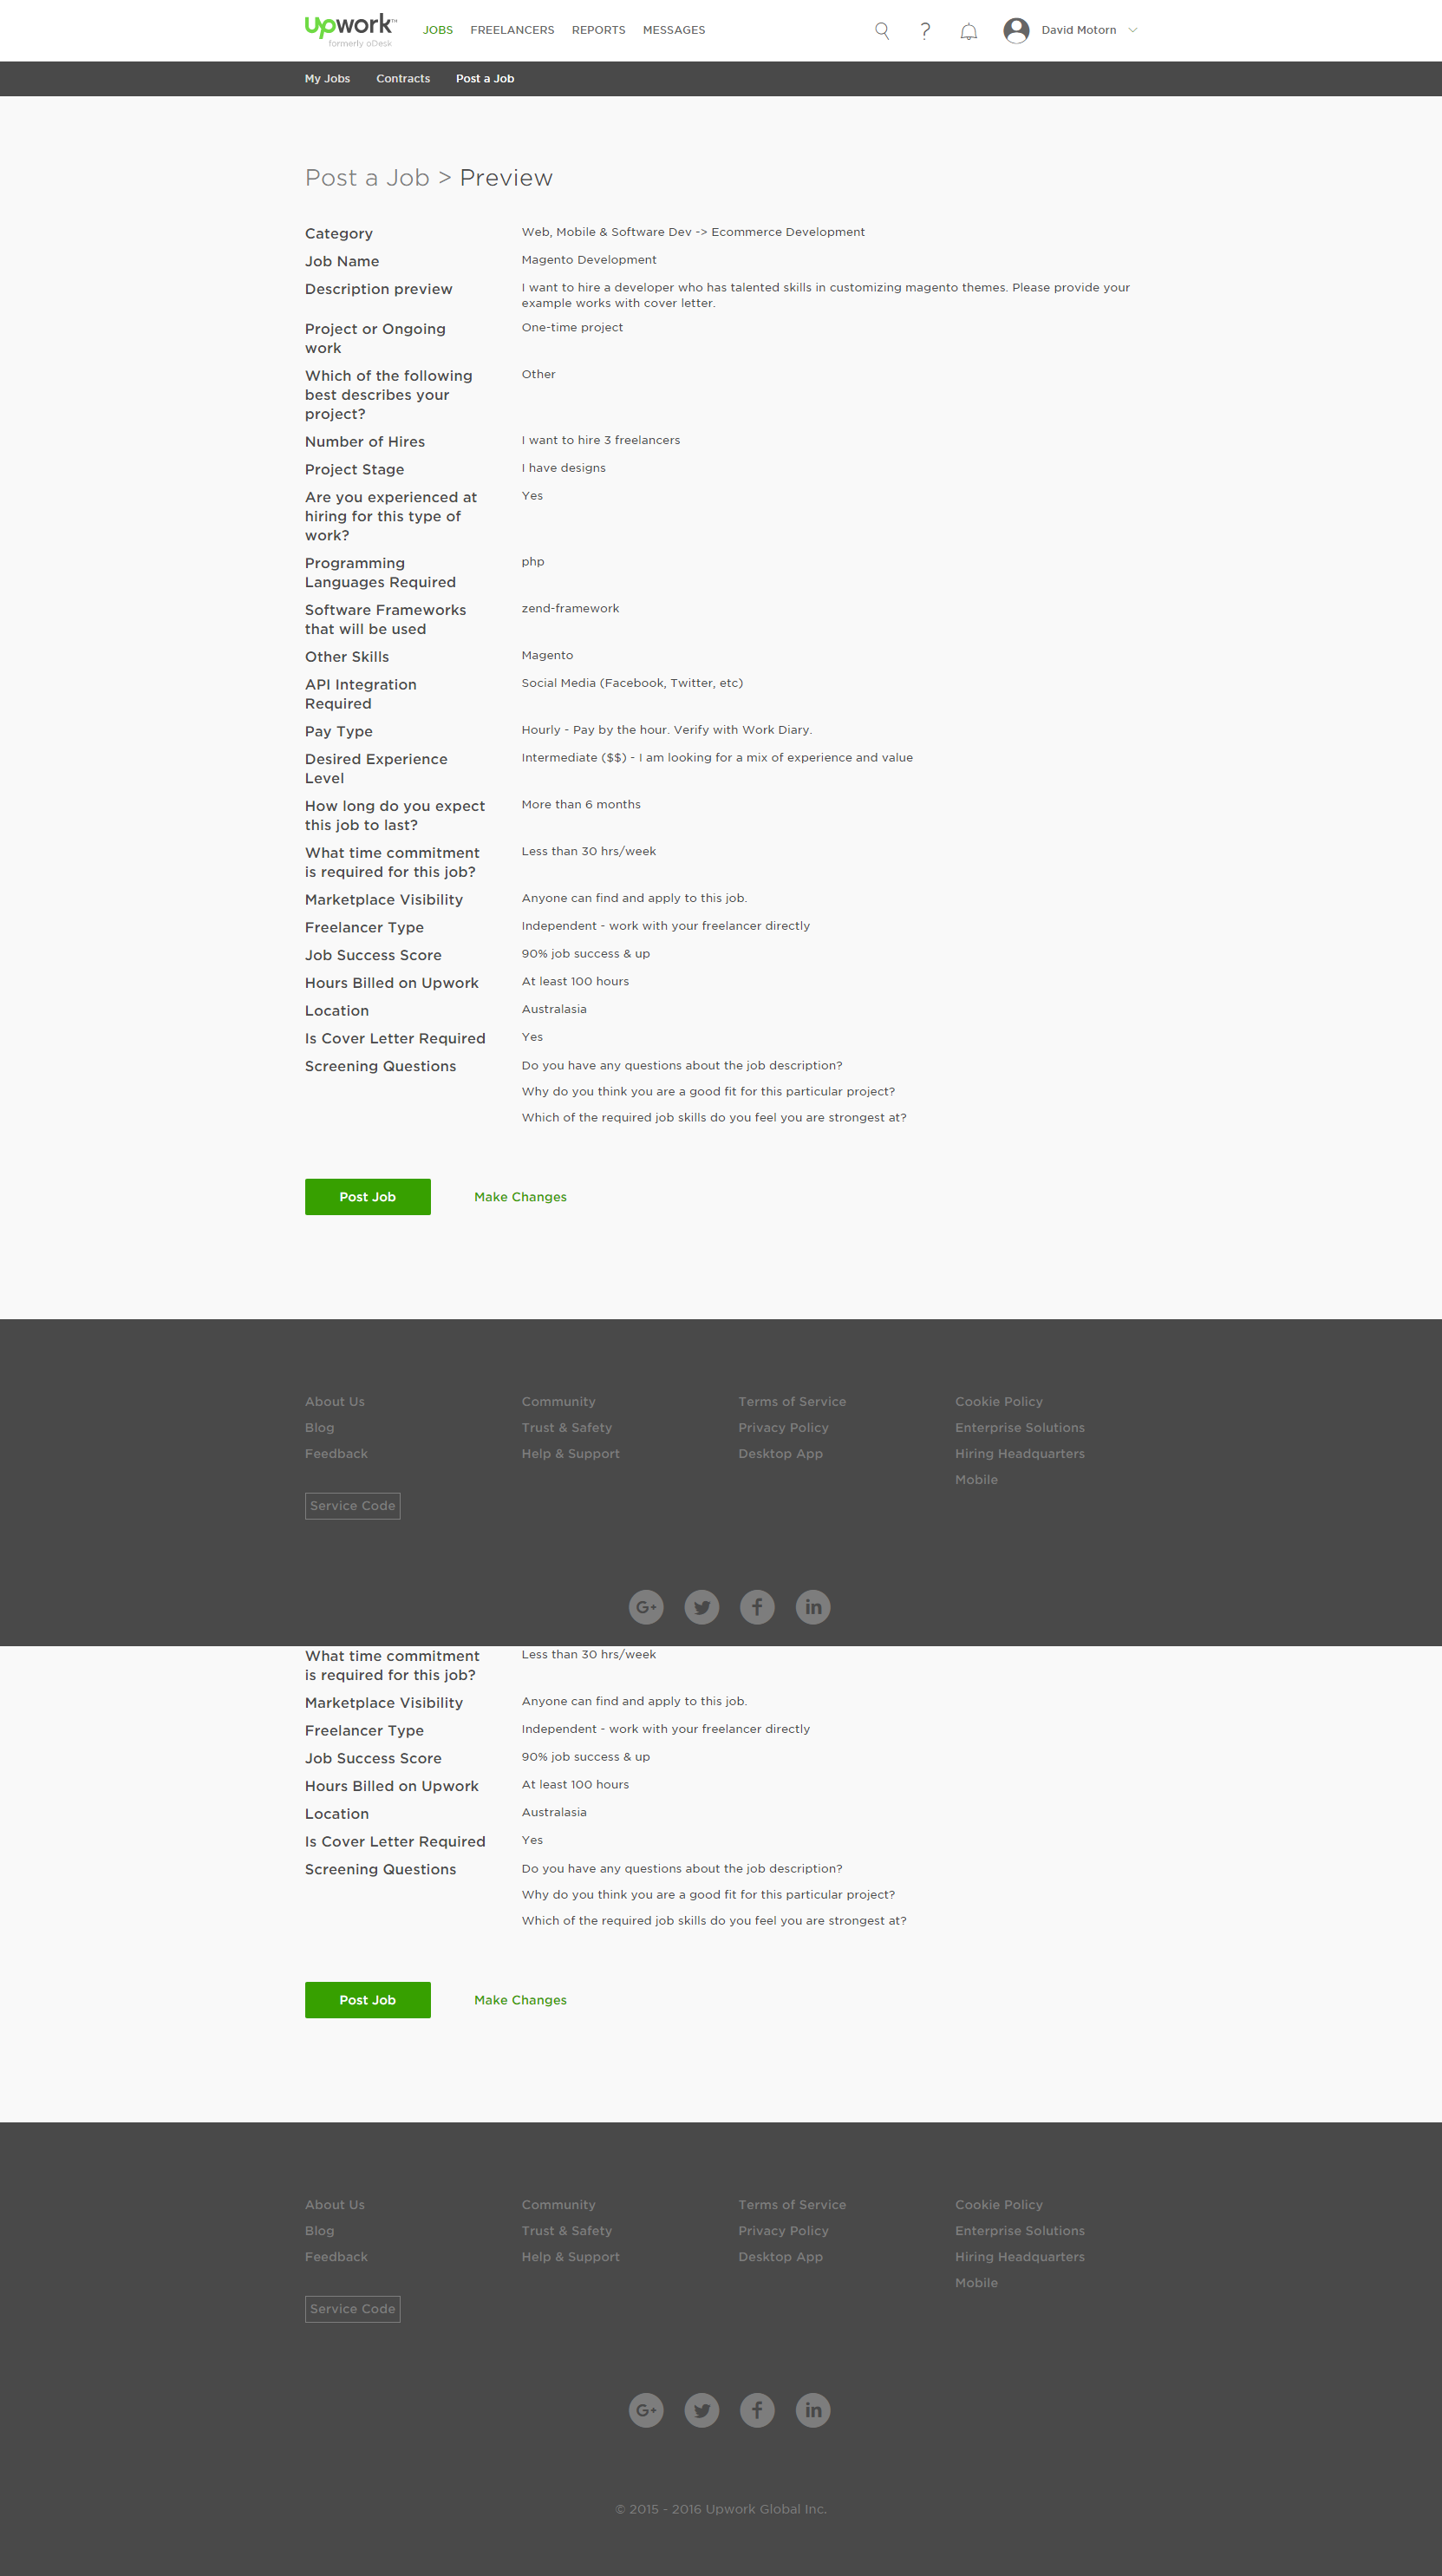 Upwork™
formerly oDesk
JOBS FREELANCERS REPORTS MESSAGES
? David Motorn
My Jobs Contracts Post a Job
Post a Job > Preview
Category Web, Mobile & Software Dev -> Ecommerce Development
Job Name Magento Development
Description preview I want to hire a developer who has talented skills in customizing magento themes. Please provide your
example works with cover letter.
Project or Ongoing One-time project
work
Which of the following Other
best describes your
project?
Number of Hires I want to hire 3 freelancers
Project Stage I have designs
Are you experienced at Yes
hiring for this type of
work?
Programming php
Languages Required
Software Frameworks zend-framework
that will be used
Other Skills Magento
API Integration Social Media (Facebook, Twitter, etc)
Required
Pay Type Hourly - Pay by the hour. Verify with Work Diary.
Desired Experience Intermediate ($$) - I am looking for a mix of experience and value
Level
How long do you expect More than 6 months
this job to last?
What time commitment Less than 30 hrs/week
is required for this job?
Marketplace Visibility Anyone can find and apply to this job.
Freelancer Type Independent - work with your freelancer directly
Job Success Score 90% job success & up
Hours Billed on Upwork At least 100 hours
Location Australasia
Is Cover Letter Required Yes
Screening Questions Do you have any questions about the job description?
Why do you think you are a good fit for this particular project?
Which of the required job skills do you feel you are strongest at?
Post Job Make Changes
About Us Community Terms of Service Cookie Policy
Blog Trust & Safety Privacy Policy Enterprise Solutions
Feedback Help & Support Desktop App Hiring Headquarters
Mobile
Service Code
G+ f in
What time commitment Less than 30 hrs/week
is required for this job?
Marketplace Visibility Anyone can find and apply to this job.
Freelancer Type Independent - work with your freelancer directly
Job Success Score 90% job success & up
Hours Billed on Upwork At least 100 hours
Location Australasia
Is Cover Letter Required Yes
Screening Questions Do you have any questions about the job description?
Why do you think you are a good fit for this particular project?
Which of the required job skills do you feel you are strongest at?
Post Job Make Changes
About Us Community Terms of Service Cookie Policy
Blog Trust & Safety Privacy Policy Enterprise Solutions
Feedback Help & Support Desktop App Hiring Headquarters
Mobile
Service Code
G+ f in
© 2015 - 2016 Upwork Global Inc.